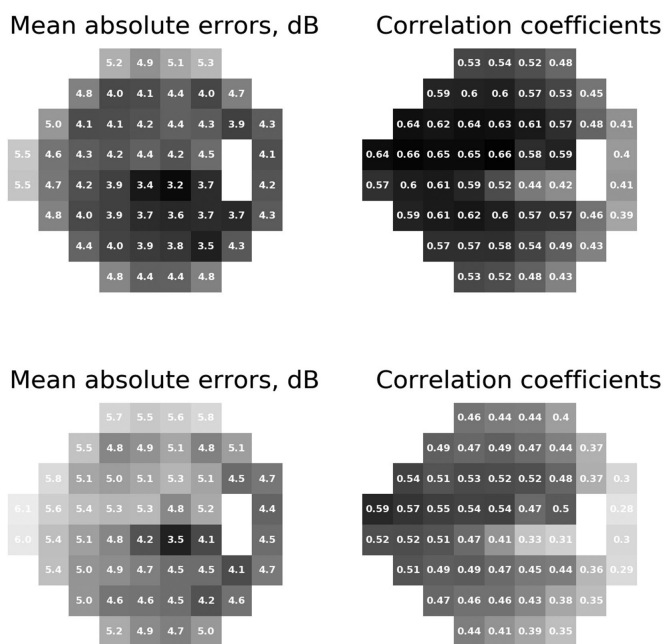 Mean absolute errors, dB
5.2 4.9 5.1 5.3
4.8 4.0 4.1 4.4 4.0 4.7
5.0 4.1 4.1 4.2 4.4 4.3 3.9 4.3
5.5 4.6 4.3 4.2 4.4 4.2 4.5 4.1
5.5 4.7 4.2 3.9 3.4 3.2 3.7 4.2
4.8 4.0 3.9 3.7 3.6 3.7 3.7 4.3
4.4 4.0 3.9 3.8 3.5 4.3
4.8 4.4 4.4 4.8
Correlation coefficients
0.53 0.54 0.52 0.48
0.59 0.6 0.6 0.57 0.53 0.45
0.64 0.62 0.64 0.63 0.61 0.57 0.48 0.41
0.64 0.66 0.65 0.65 0.66 0.58 0.59 0.4
0.57 0.6 0.61 0.59 0.52 0.44 0.42 0.41
0.59 0.61 0.62 0.6 0.57 0.57 0.46 0.39
0.57 0.57 0.58 0.54 0.49 0.43
0.53 0.52 0.48 0.43
Mean absolute errors, dB
5.7 5.5 5.6 5.8
5.5 4.8 4.9 5.1 4.8 5.1
5.8 5.1 5.0 5.1 5.3 5.1 4.5 4.7
6.1 5.6 5.4 5.3 5.3 4.8 5.2 4.4
6.0 5.4 5.1 4.8 4.2 3.5 4.1 4.5
5.4 5.0 4.9 4.7 4.5 4.5 4.1 4.7
5.0 4.6 4.6 4.5 4.2 4.6
5.2 4.9 4.7 5.0
Correlation coefficients
0.46 0.44 0.44 0.4
0.49 0.47 0.49 0.47 0.44 0.37
0.54 0.51 0.53 0.52 0.52 0.48 0.37 0.3
0.59 0.57 0.55 0.54 0.54 0.47 0.5 0.28
0.52 0.52 0.51 0.47 0.41 0.33 0.31 0.3
0.51 0.49 0.49 0.47 0.45 0.44 0.36 0.29
0.47 0.46 0.46 0.43 0.38 0.35
0.44 0.41 0.39 0.35